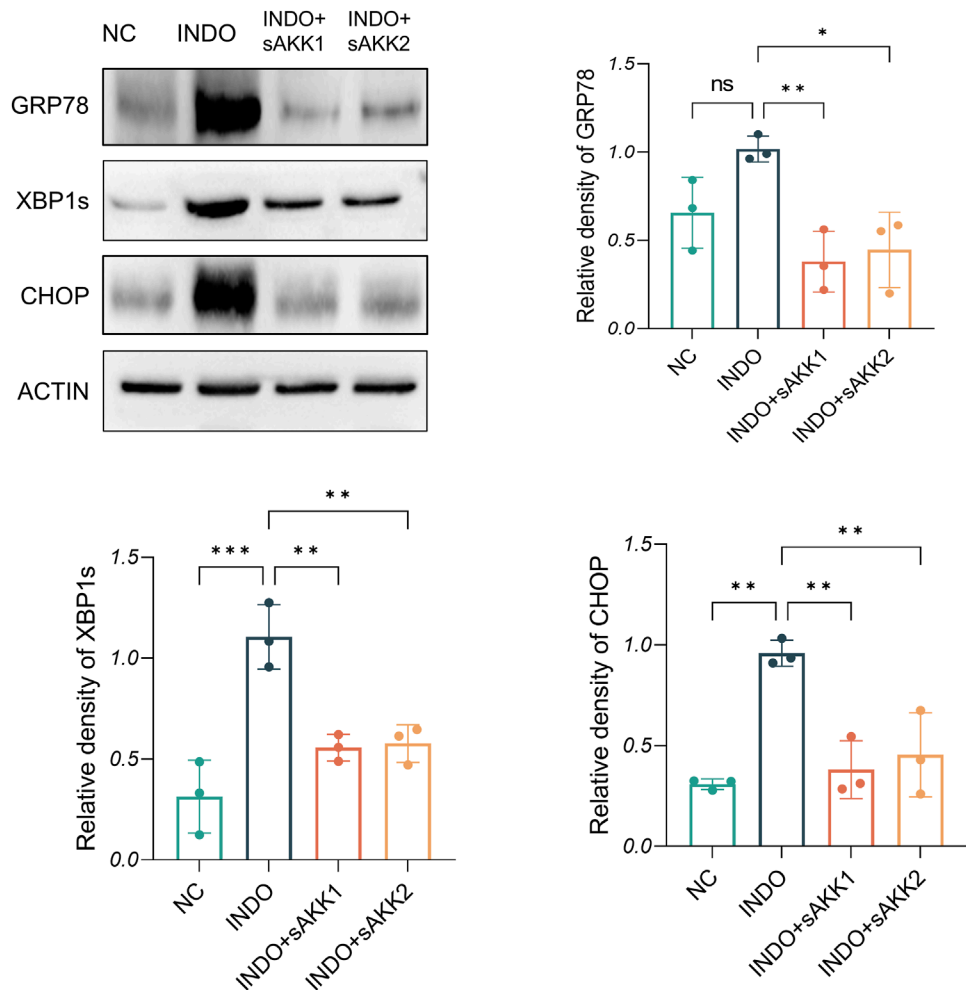 NC INDO INDO+ sAKK1 INDO+ sAKK2
GRP78
XBP1s
CHOP
ACTIN
Relative density of GRP78
1.5
1.0
0.5
0.0
ns
**
*
NC
INDO
INDO+sAKK1
INDO+sAKK2
Relative density of XBP1s
1.5
1.0
0.5
0.0
***
**
**
NC
INDO
INDO+sAKK1
INDO+sAKK2
Relative density of CHOP
1.5
1.0
0.5
0.0
**
**
**
NC
INDO
INDO+sAKK1
INDO+sAKK2